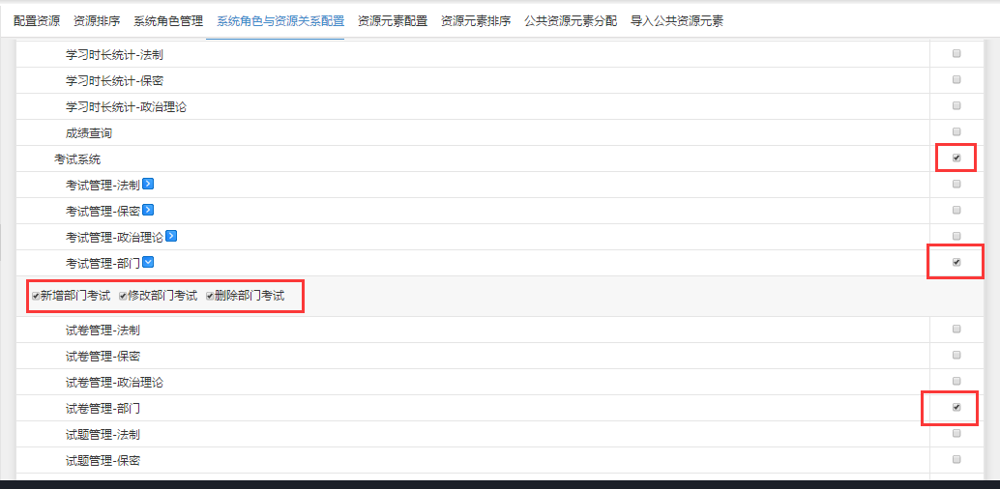 配置资源 资源排序 系统角色管理 系统角色与资源关系配置 资源元素配置 资源元素排序 公共资源元素分配 导入公共资源元素
学习时长统计-法制
学习时长统计-保密
学习时长统计-政治理论
成绩查询
考试系统
考试管理-法制
考试管理-保密
考试管理-政治理论
考试管理-部门
新增部门考试 修改部门考试 删除部门考试
试卷管理-法制
试卷管理-保密
试卷管理-政治理论
试卷管理-部门
试题管理-法制
试题管理-保密